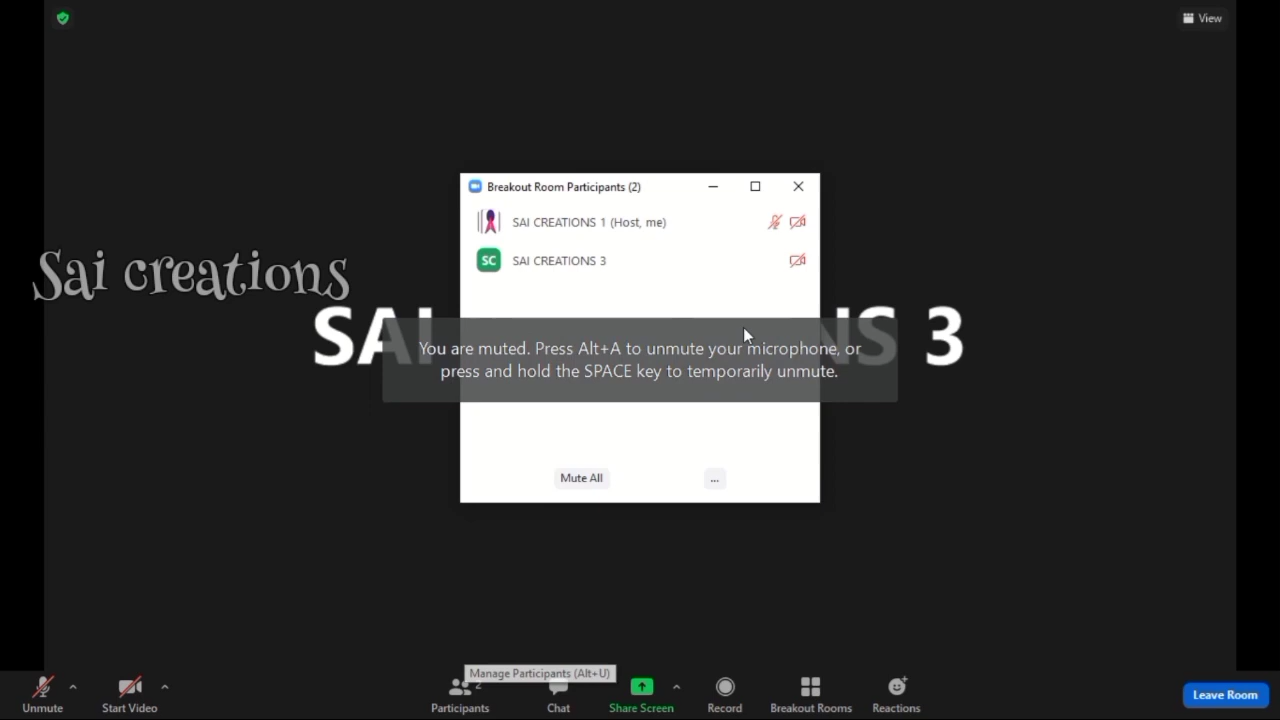 View
Breakout Room Participants (2)
SAI CREATIONS 1 (Host, me)
SC SAI CREATIONS 3
Sai creations
SAI NS 3
You are muted. Press Alt+A to unmute your microphone, or
press and hold the SPACE key to temporarily unmute.
Mute All ...
Manage Participants (Alt+U)
2
Unmute Start Video Participants Chat Share Screen Record Breakout Rooms Reactions Leave Room